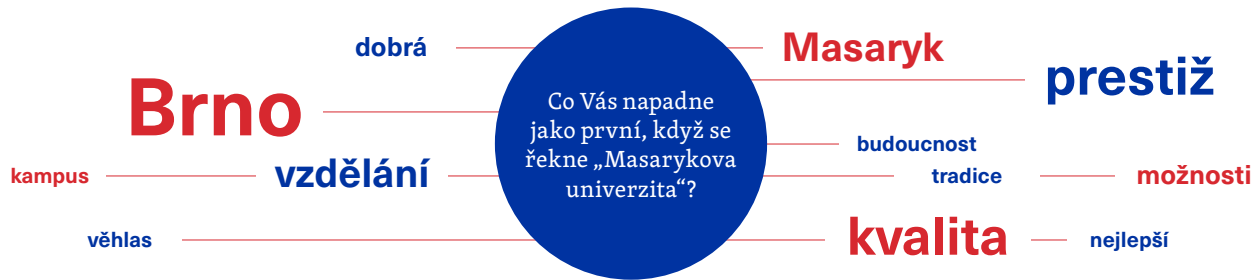 dobrá
Masaryk
prestiž
Brno
Co Vás napadne
jako první, když se
řekne „Masarykova
univerzita“?
budoucnost
kampus
vzdělání
tradice
možnosti
věhlas
kvalita
nejlepší